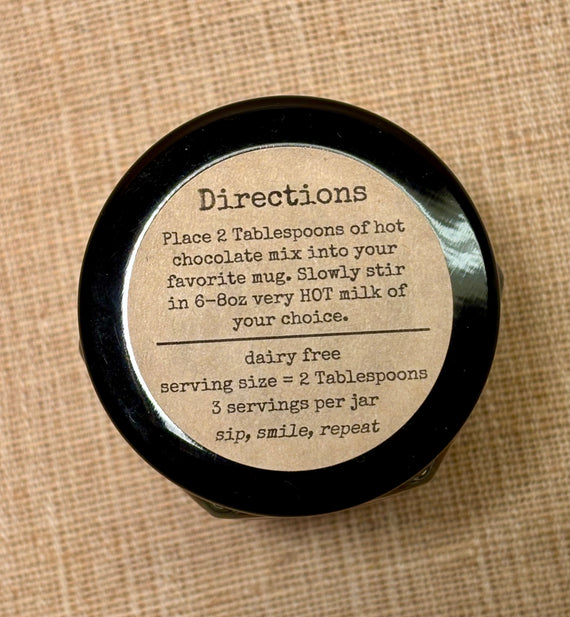 Directions
Place 2 Tablespoons of hot
chocolate mix into your
favorite mug. Slowly stir
in 6-8oz very HOT milk of
your choice.
dairy free
serving size = 2 Tablespoons
3 servings per jar
sip, smile, repeat